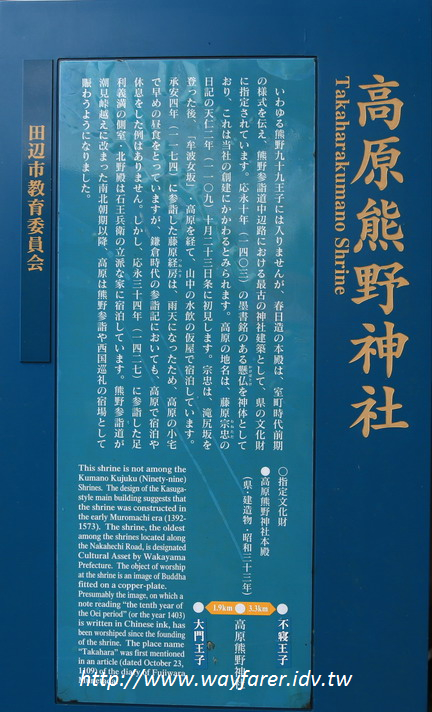 高原熊野神社
Takaharakumano Shrine
いわゆる熊野九十九王子には入りませんが、春日造の本殿は、室町時代前期
の様式を伝え、熊野参詣道中辺路における最古の神社建築として、県の文化財
に指定されています。応永十年（一四〇三）の墨書銘のある懸仏を神体として
おり、これは当社の創建にかかわるとみられます。高原の地名は、藤原宗忠の
日記の天仁二年（一一〇九）十月二十三日条に初見します。宗忠は、滝尻坂を
登った後、「牟波女坂」・高原を経て、山中の水飲の仮屋で宿泊しています。
承安四年（一一七四）に参詣した藤原経房は、雨天になったため、高原の小宅
で早めの昼食をとっていますが、鎌倉時代の参詣記においても、高原で宿泊や
休息をした例はありません。しかし、応永三十四年（一四二七）に参詣した足
利義満の側室・北野殿は石王兵衛の立派な家に宿泊しています。熊野参詣道が
潮見峠越えに改まった南北朝期以降、高原は熊野参詣や西国巡礼の宿場として
賑わうようになりました。
田辺市教育委員会
○指定文化財
●高原熊野神社本殿
（県・建造物・昭和三十三年）
This shrine is not among the
Kumano Kujuku (Ninety-nine)
Shrines. The design of the Kasuga-
style main building suggests that
the shrine was constructed in
the early Muromachi era (1392-
1573). The shrine, the oldest
among the shrines located along
the Nakahechi Road, is designated
Cultural Asset by Wakayama
Prefecture. The object of worship
at the shrine is an image of Buddha
fitted on a copper-plate.
Presumably the image, on which a
note reading "the tenth year of
the Oei period" (or the year 1403)
is written in Chinese ink, has
been worshiped since the founding
of the shrine. The place name
"Takahara" was first mentioned
in an article (dated October 23,
1109) of the diary of Fujiwara
不寝王子
3.3km
高原熊野神
1.9km
大門王子
http://www.wayfarer.idv.tw